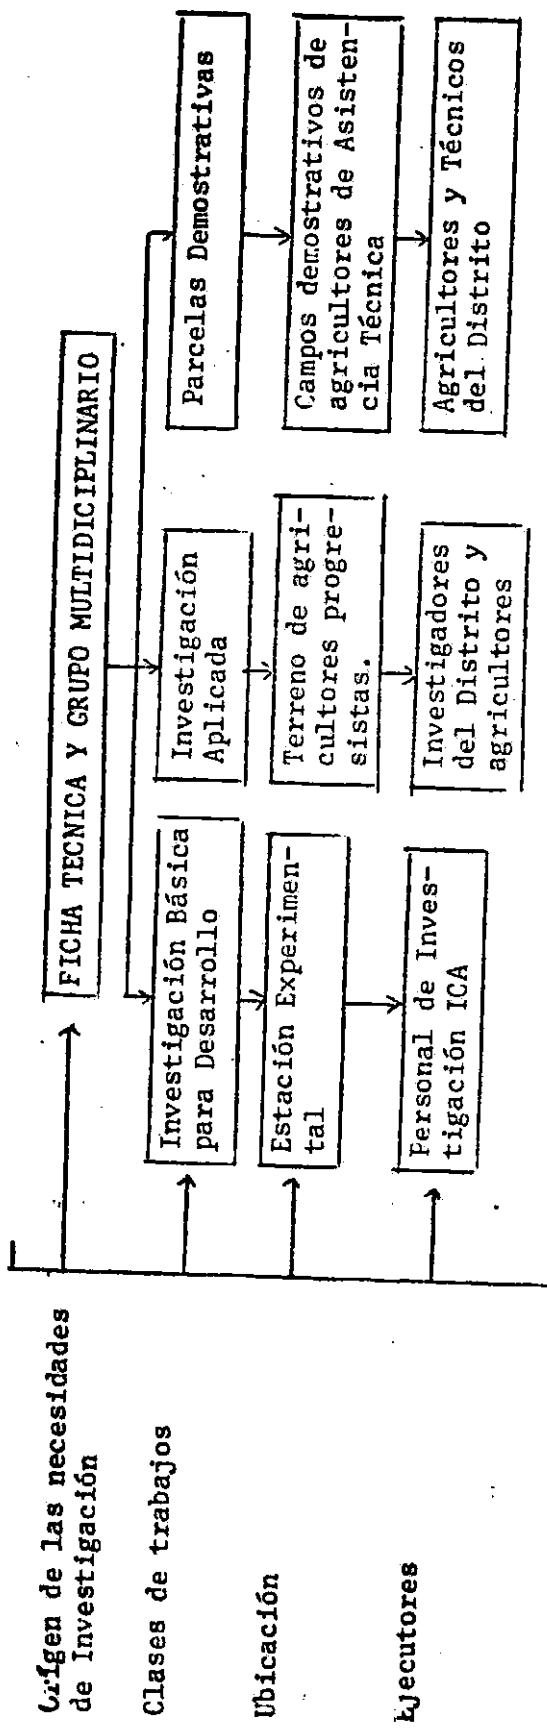 Orígen de las necesidades
de Investigación
FICHA TECNICA Y GRUPO MULTIDICIPLINARIO
Clases de trabajos
Investigación Básica
para Desarrollo
Investigación
Aplicada
Parcelas Demostrativas
Ubicación
Estación Experimen-
tal
Terreno de agri-
cultores progre-
sistas.
Campos demostrativos de
agricultores de Asisten-
cia Técnica
Ejecutores
Personal de Inves-
tigación ICA
Investigadores
del Distrito y
agricultores
Agricultores y Técnicos
del Distrito